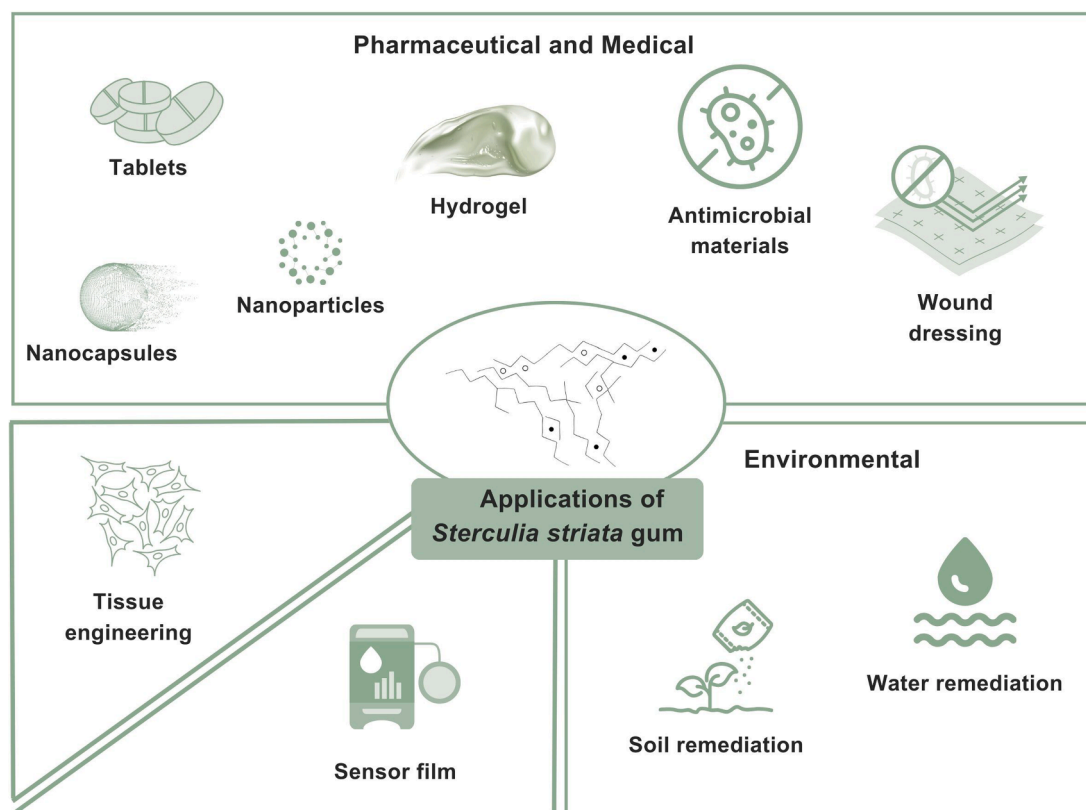 Pharmaceutical and Medical
Tablets
Hydrogel
Antimicrobial
materials
Nanoparticles
Nanocapsules
Wound
dressing
Applications of
Sterculia striata gum
Environmental
Tissue
engineering
Sensor film
Soil remediation
Water remediation